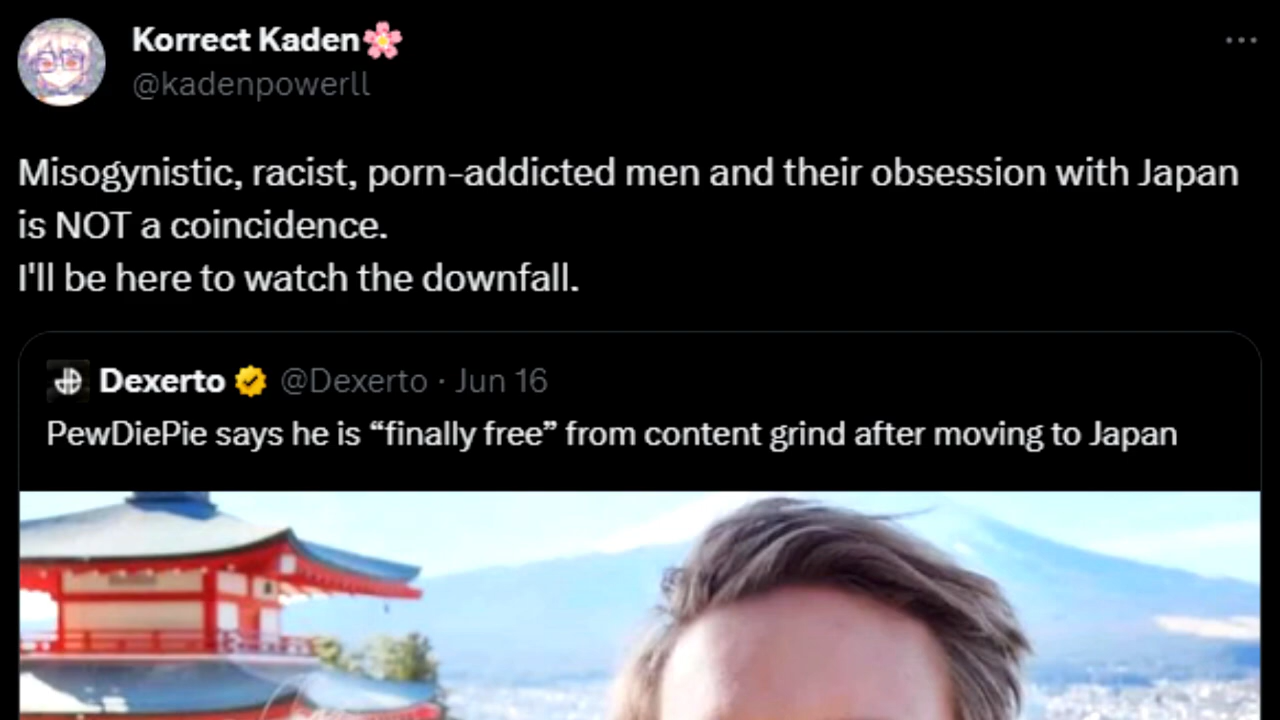 Korrect Kaden🌸
@kadenpowerll
Misogynistic, racist, porn-addicted men and their obsession with Japan
is NOT a coincidence.
I'll be here to watch the downfall.
Dexerto @Dexerto · Jun 16
PewDiePie says he is “finally free” from content grind after moving to Japan